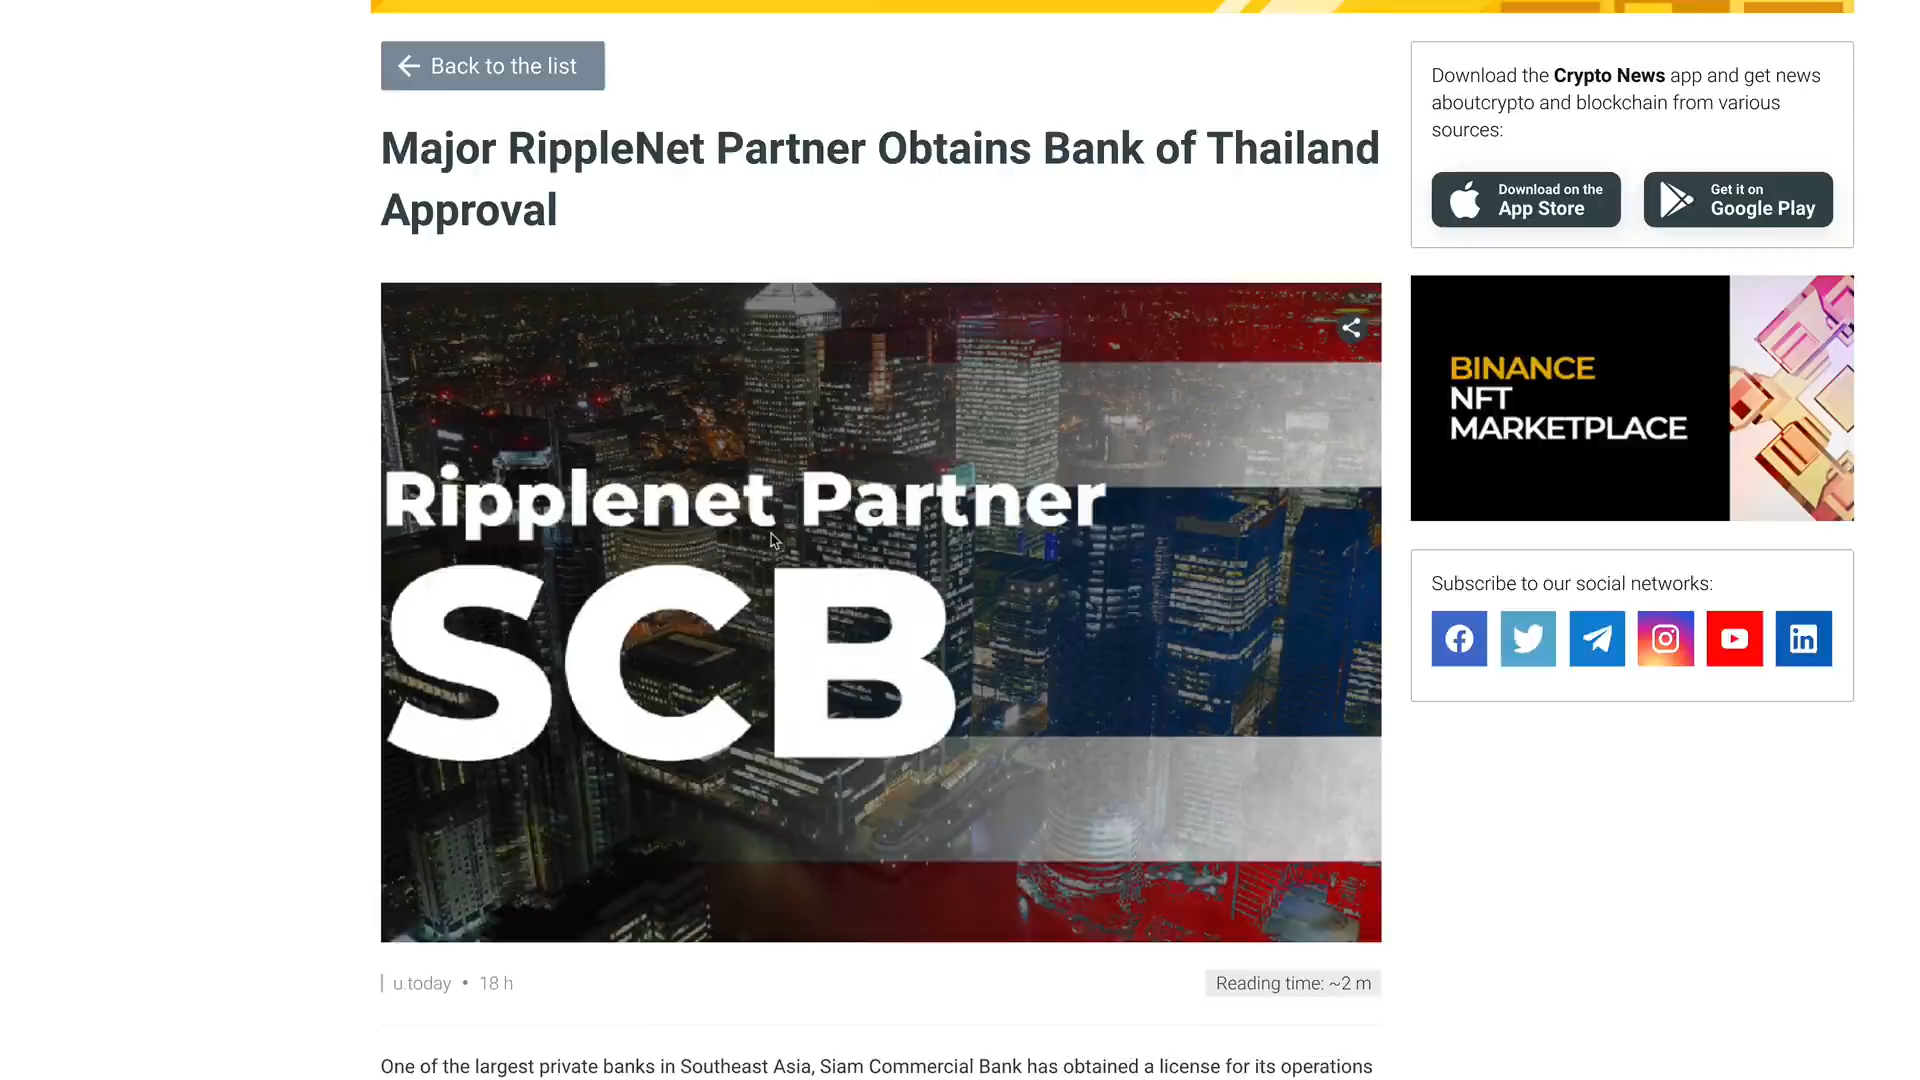 Back to the list
Major RippleNet Partner Obtains Bank of Thailand
Approval
Ripplenet Partner
SCB
u.today • 18 h
Reading time: ~2 m
One of the largest private banks in Southeast Asia, Siam Commercial Bank has obtained a license for its operations
Download the Crypto News app and get news
aboutcrypto and blockchain from various
sources:
Download on the
App Store
Get it on
Google Play
BINANCE
NFT
MARKETPLACE
Subscribe to our social networks:
in